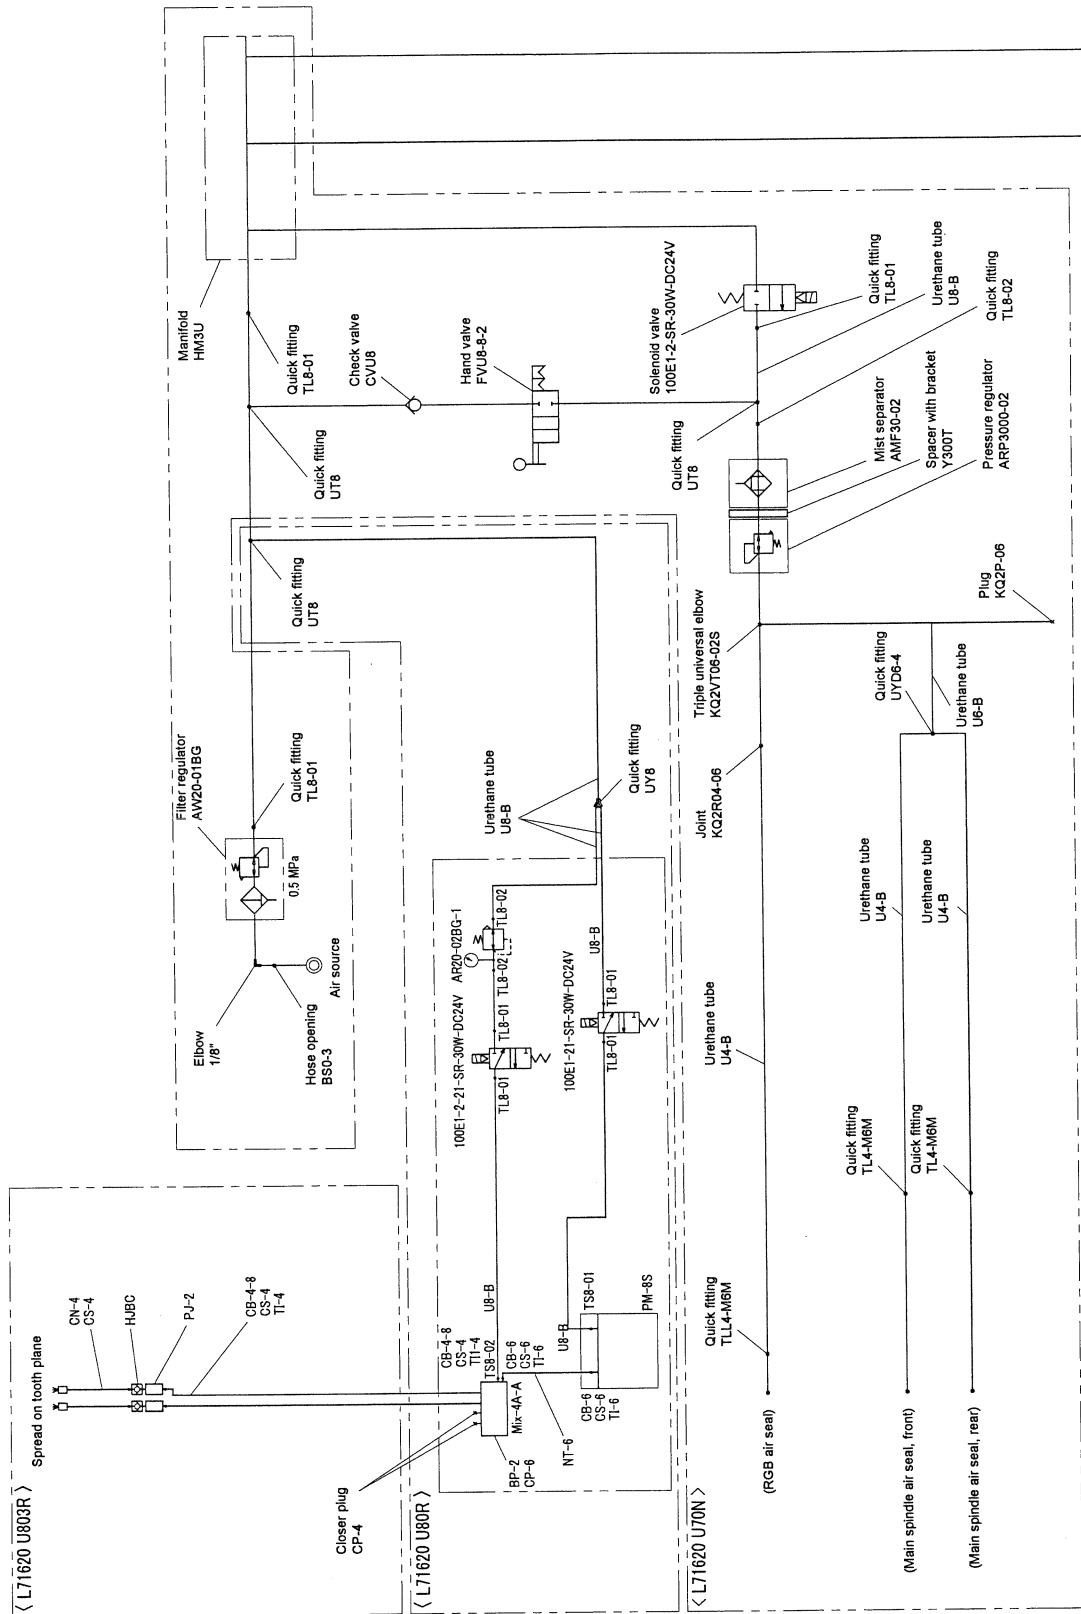 Manifold
HM3U
Quick fitting
TL8-01
Check valve
CVU8
Hand valve
FVU8-8-2
Solenoid valve
100E1-2-SR-30W-DC24V
Quick fitting
TL8-01
Urethane tube
U8-B
Quick fitting
TL8-02
Quick fitting
UT8
Quick fitting
UT8
Mist separator
AMF30-02
Spacer with bracket
Y300T
Pressure regulator
ARP3000-02
Quick fitting
UT8
Plug
KQ2P-06
Triple universal elbow
KQ2VT06-02S
Quick fitting
UYD6-4
Urethane tube
U6-B
Filter regulator
AW20-01BG
Quick fitting
TL8-01
0.5 MPa
Elbow
1/8"
Hose opening
BS0-3
Air source
Urethane tube
U8-B
Quick fitting
UY8
Joint
KQ2R04-06
TL8-02
AR20-02BG-1
TL8-02
TL8-01
100E1-2-21-SR-30W-DC24V
TL8-01
U8-B
TL8-01
100E1-21-SR-30W-DC24V
TL8-01
Urethane tube
U4-B
Urethane tube
U4-B
Urethane tube
U4-B
< L71620 U803R >
Spread on tooth plane
CN-4
CS-4
HJBC
PJ-2
CB-4-8
CS-4
TI-4
< L71620 U80R >
Closer plug
CP-4
U8-B
CB-4-8
CS-4
TI1-4
TS8-02
CB-6
CS-6
TI-6
Mix-4A-A
BP-2
CP-6
NT-6
U8-B
TS8-01
CB-6
CS-6
TI-6
PM-8S
< L71620 U70N >
Quick fitting
TLL4-M6M
Quick fitting
TL4-M6M
Quick fitting
TL4-M6M
(RGB air seal)
(Main spindle air seal, front)
(Main spindle air seal, rear)